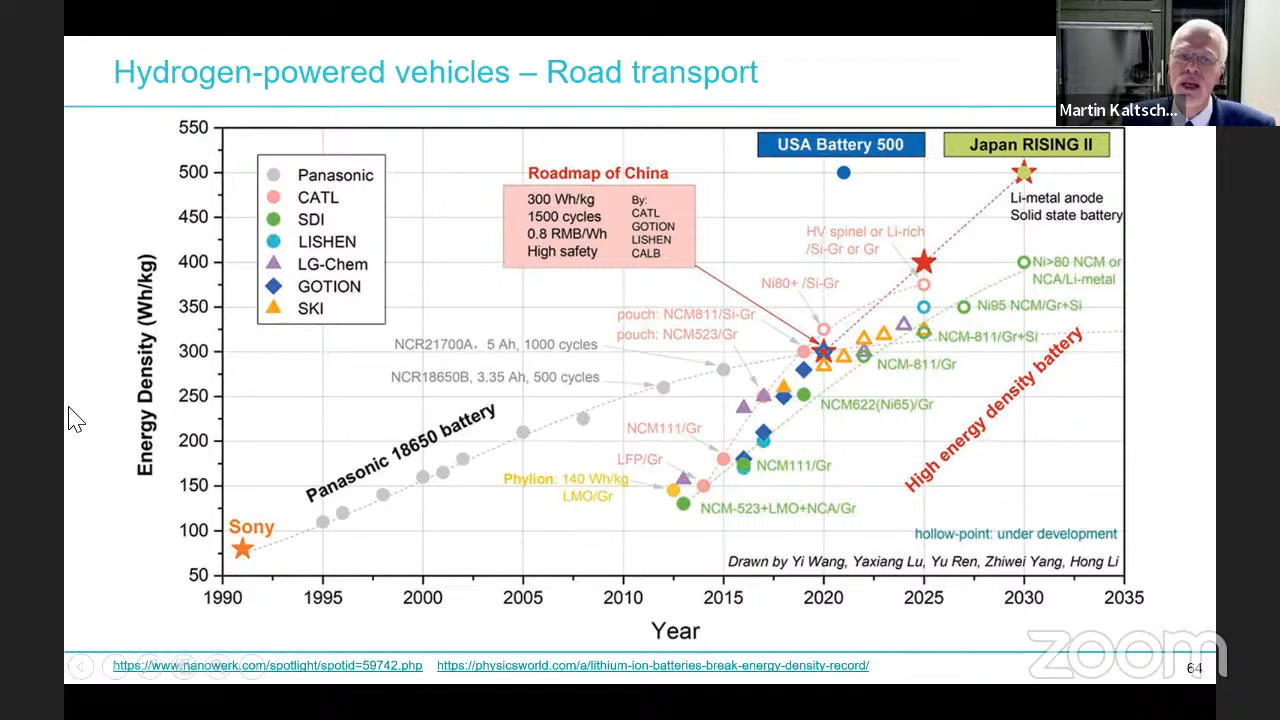 Hydrogen-powered vehicles – Road transport
Martin Kaltsch...
550
500
450
400
350
300
250
200
150
100
50
Energy Density (Wh/kg)
Panasonic
CATL
SDI
LISHEN
LG-Chem
GOTION
SKI
Roadmap of China
300 Wh/kg
1500 cycles
0.8 RMB/Wh
High safety
By:
CATL
GOTION
LISHEN
CALB
USA Battery 500
Japan RISING II
Li-metal anode
Solid state battery
HV spinel or Li-rich
/Si-Gr or Gr
Ni>80 NCM or
NCA/Li-metal
Ni80+ /Si-Gr
Ni95 NCM/Gr+Si
pouch: NCM811/Si-Gr
pouch: NCM523/Gr
NCM-811/Gr+Si
NCR21700A, 5 Ah, 1000 cycles
NCM-811/Gr
NCR18650B, 3.35 Ah, 500 cycles
NCM622(Ni65)/Gr
Panasonic 18650 battery
High energy density battery
NCM111/Gr
LFP/Gr
NCM111/Gr
Phylion: 140 Wh/kg
LMO/Gr
NCM-523+LMO+NCA/Gr
Sony
hollow-point: under development
Drawn by Yi Wang, Yaxiang Lu, Yu Ren, Zhiwei Yang, Hong Li
1990 1995 2000 2005 2010 2015 2020 2025 2030 2035
Year
https://www.nanowerk.com/spotlight/spotid=59742.php https://physicsworld.com/a/lithium-ion-batteries-break-energy-density-record/
64
zoom